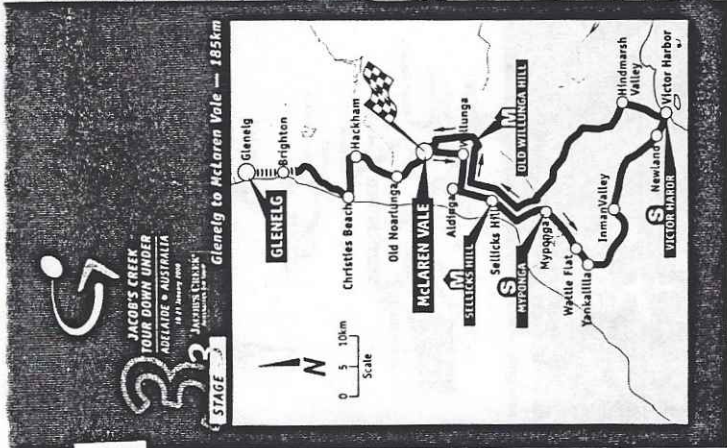 JACOB'S CREEK
TOUR DOWN UNDER
ADELAIDE • AUSTRALIA
JACOB'S CREEK
STAGE 3
Glenelg to McLaren Vale — 185km
N
0 5 10km
Scale
Glenelg
Brighton
GLENELG
Christies Beach
Hackham
Old Noarlunga
McLAREN VALE
Aldinga
Willunga
M
OLD WILLUNGA HILL
M
SELLICKS HILL
Sellicks Hill
S
MYPONGA
Myponga
Wattle Flat
Yankalilla
Inman Valley
Hindmarsh
Valley
Newland
Victor Harbor
S
VICTOR HARBOR